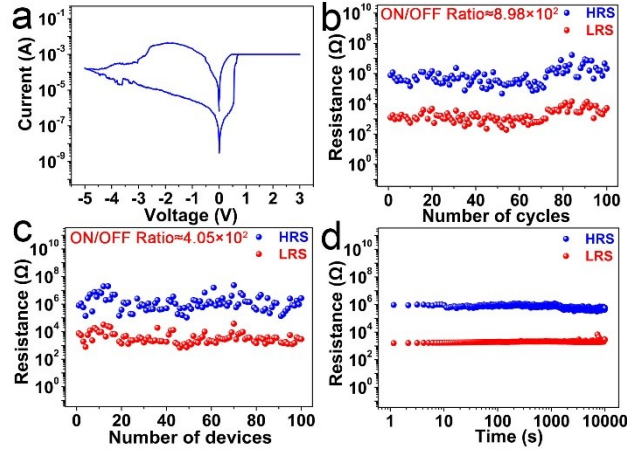 a
Current (A)
10⁻¹
10⁻³
10⁻⁵
10⁻⁷
10⁻⁹
-5 -4 -3 -2 -1 0 1 2 3
Voltage (V)
b
ON/OFF Ratio≈8.98×10²
HRS
LRS
Resistance (Ω)
10¹⁰
10⁸
10⁶
10⁴
10²
10⁰
0 20 40 60 80 100
Number of cycles
c
ON/OFF Ratio≈4.05×10²
HRS
LRS
Resistance (Ω)
10¹⁰
10⁸
10⁶
10⁴
10²
10⁰
0 20 40 60 80 100
Number of devices
d
HRS
LRS
Resistance (Ω)
10¹⁰
10⁸
10⁶
10⁴
10²
10⁰
1 10 100 1000 10000
Time (s)